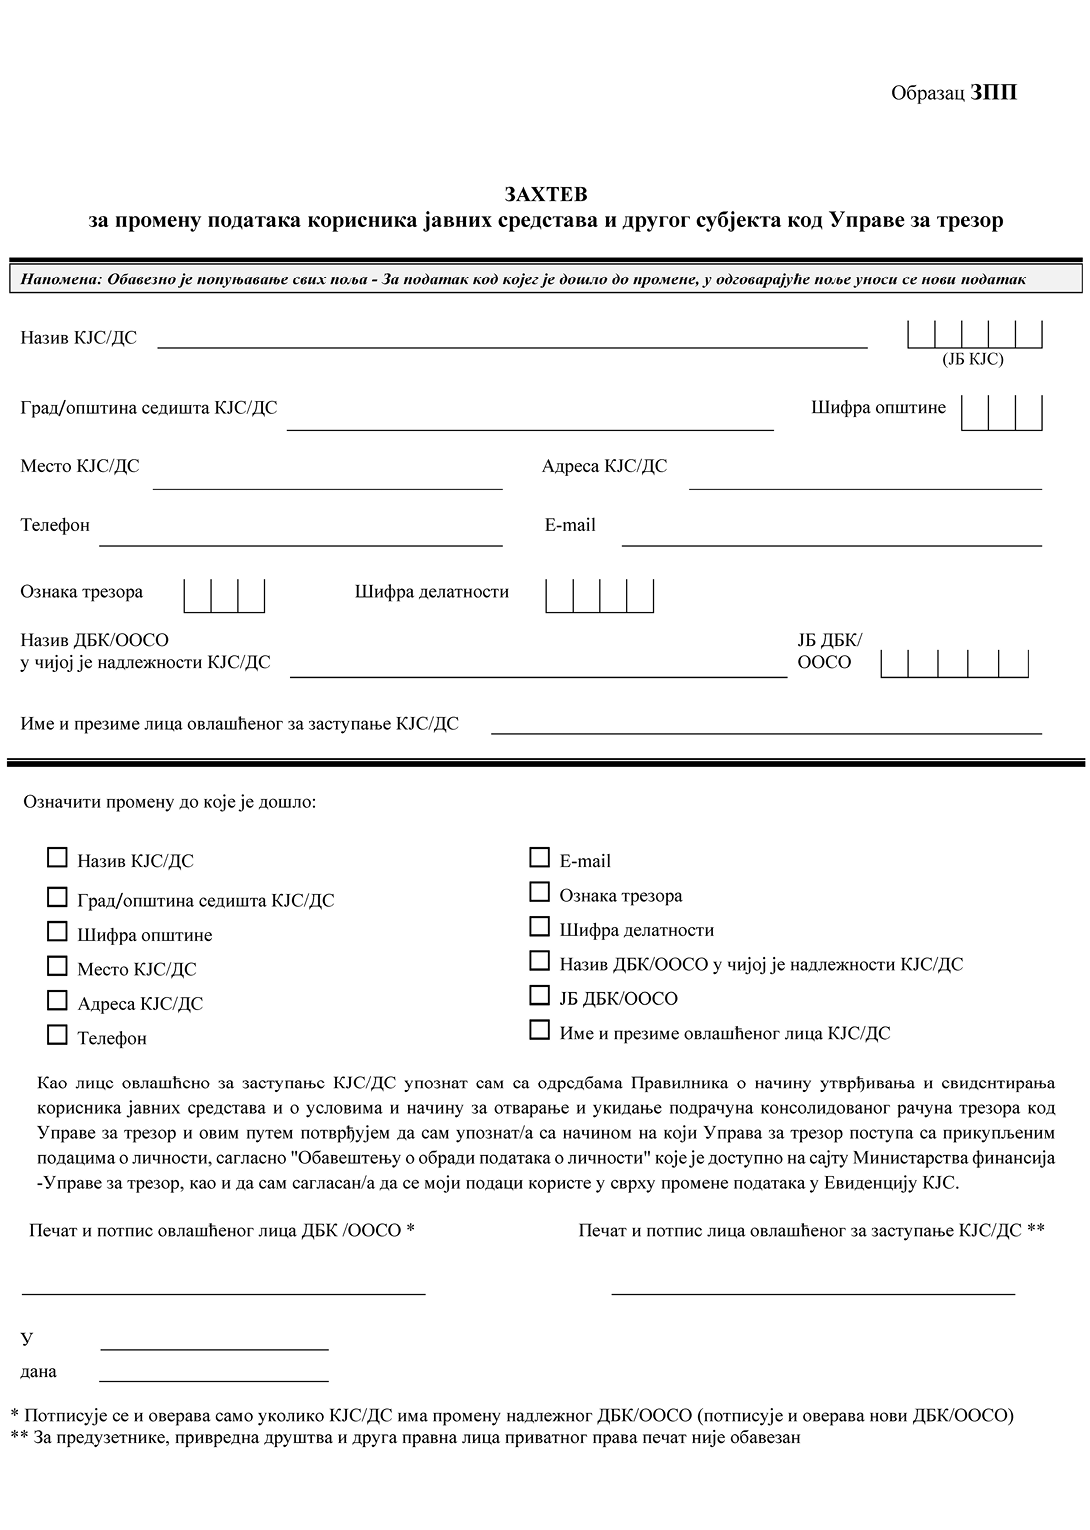 Образац ЗПП
ЗАХТЕВ
за промену података корисника јавних средстава и другог субјекта код Управе за трезор
Напомена: Обавезно је попуњавање свих поља - За податак код којег је дошло до промене, у одговарајуће поље уноси се нови податак
Назив КЈС/ДС
(ЈБ КЈС)
Град/општина седишта КЈС/ДС Шифра општине
Место КЈС/ДС Адреса КЈС/ДС
Телефон E-mail
Ознака трезора Шифра делатности
Назив ДБК/ООСО ЈБ ДБК/
у чијој је надлежности КЈС/ДС ООСО
Име и презиме лица овлашћеног за заступање КЈС/ДС
Означити промену до које је дошло:
Назив КЈС/ДС
Град/општина седишта КЈС/ДС
Шифра општине
Место КЈС/ДС
Адреса КЈС/ДС
Телефон
E-mail
Ознака трезора
Шифра делатности
Назив ДБК/ООСО у чијој је надлежности КЈС/ДС
ЈБ ДБК/ООСО
Име и презиме овлашћеног лица КЈС/ДС
Као лице овлашћено за заступање КЈС/ДС упознат сам са одредбама Правилника о начину утврђивања и евидентирања
корисника јавних средстава и о условима и начину за отварање и укидање подрачуна консолидованог рачуна трезора код
Управе за трезор и овим путем потврђујем да сам упознат/а са начином на који Управа за трезор поступа са прикупљеним
подацима о личности, сагласно "Обавештењу о обради података о личности" које је доступно на сајту Министарства финансија
-Управе за трезор, као и да сам сагласан/а да се моји подаци користе у сврху промене података у Евиденцију КЈС.
Печат и потпис овлашћеног лица ДБК /ООСО * Печат и потпис лица овлашћеног за заступање КЈС/ДС **
У
дана
* Потписује се и оверава само уколико КЈС/ДС има промену надлежног ДБК/ООСО (потписује и оверава нови ДБК/ООСО)
** За предузетнике, привредна друштва и друга правна лица приватног права печат није обавезан